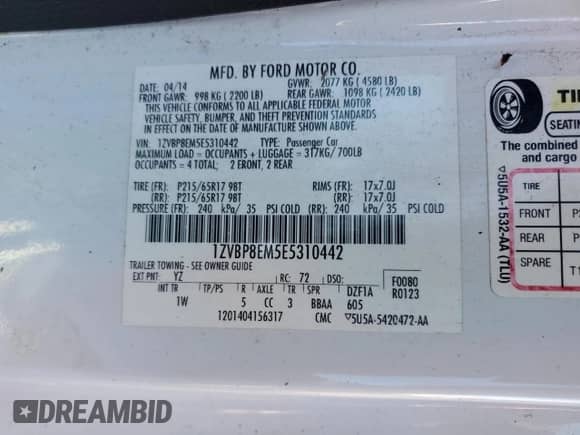 MFD. BY FORD MOTOR CO.
DATE: 04/14 GVWR: 2077 KG ( 4580 LB)
FRONT GAWR: 998 KG ( 2200 LB) REAR GAWR: 1098 KG ( 2420 LB)
THIS VEHICLE CONFORMS TO ALL APPLICABLE FEDERAL MOTOR
VEHICLE SAFETY, BUMPER, AND THEFT PREVENTION STANDARDS
IN EFFECT ON THE DATE OF MANUFACTURE SHOWN ABOVE.
VIN: 1ZVBP8EM5E5310442 TYPE: Passenger Car
MAXIMUM LOAD = OCCUPANTS + LUGGAGE = 317KG/ 700LB
OCCUPANTS = 4 TOTAL; 2 FRONT, 2 REAR
TIRE (FR): P215/65R17 98T RIMS (FR): 17x7.0J
(RR): P215/65R17 98T (RR): 17x7.0J
PRESSURE (FR): 240 kPa/ 35 PSI COLD (RR): 240 kPa/ 35 PSI COLD
1ZVBP8EM5E5310442
TRAILER TOWING - SEE OWNER GUIDE
EXT PNT: YZ RC: 72 DSO: F0080
INT TR TP/PS R AXLE TR DZF1A R0123
1W 5 CC 3 BBAA 605
1201404156317 CMC ▽5U5A-5420472-AA
▽5U5A-1532-AA (TLU)
TI
SEATIN
The combined
and cargo
TIRE
FRONT P
REAR P
SPARE T1
DREAMBID